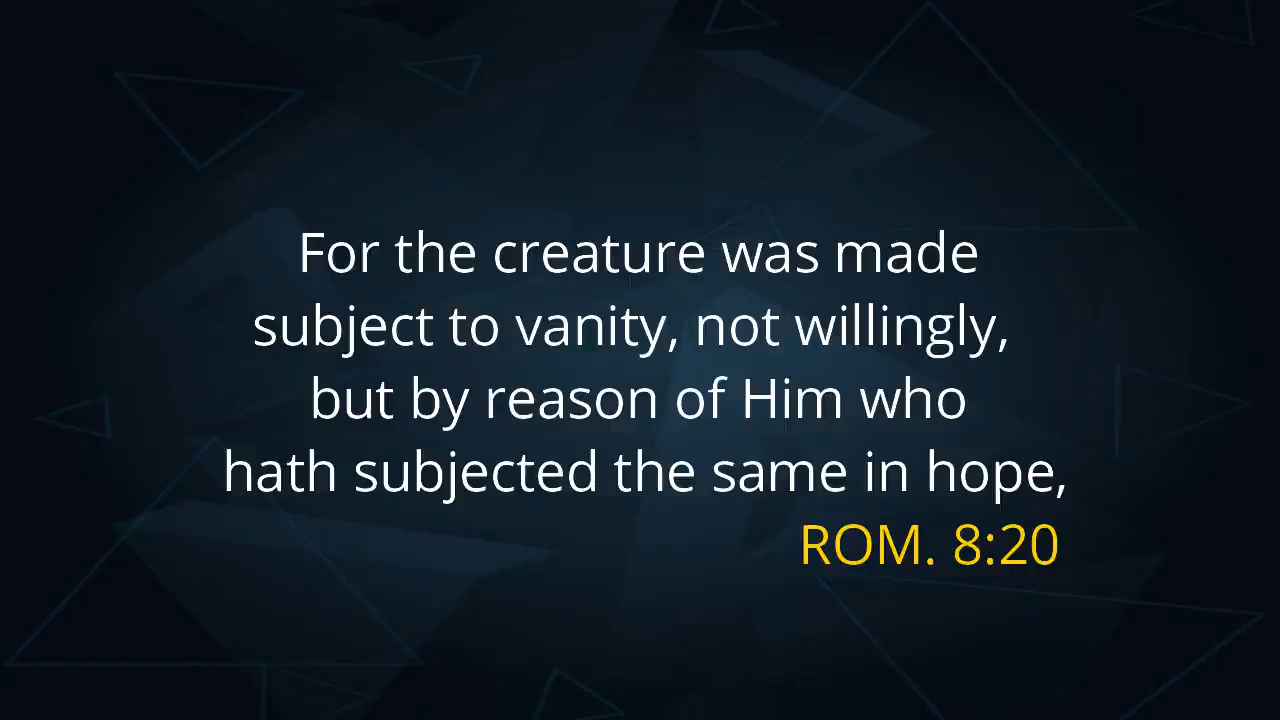 For the creature was made
subject to vanity, not willingly,
but by reason of Him who
hath subjected the same in hope,
ROM. 8:20